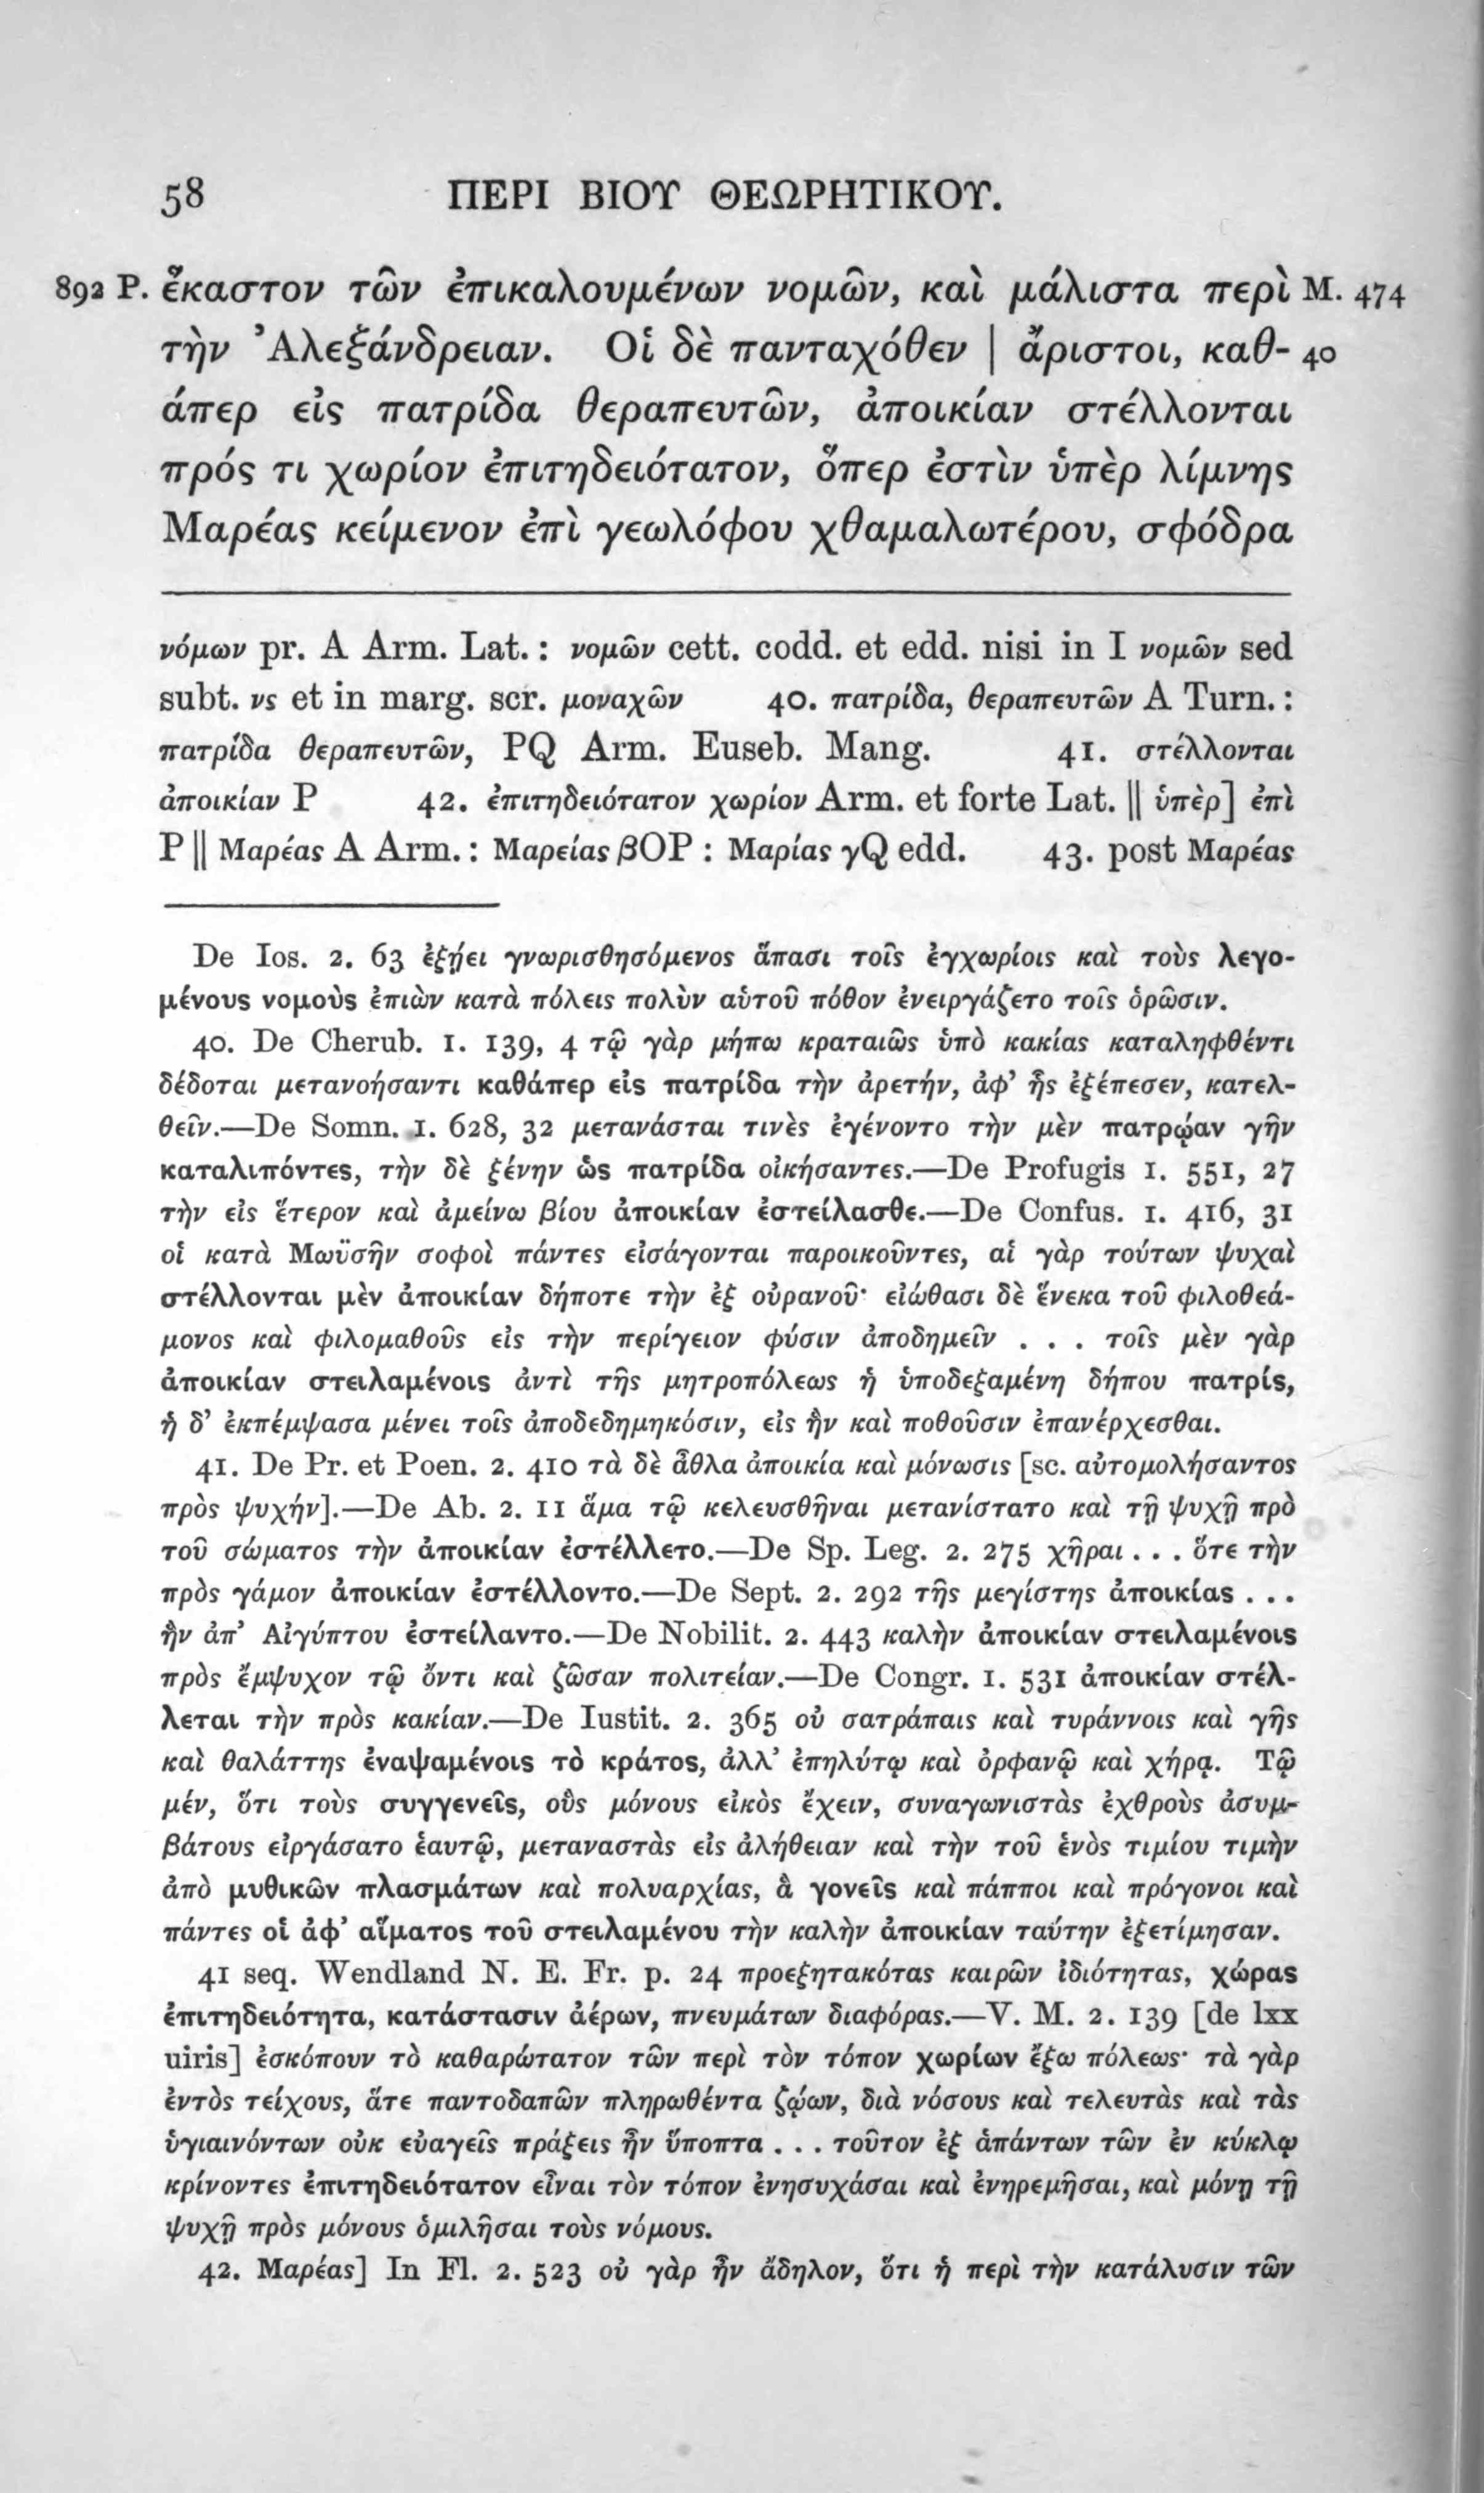 58 ΠΕΡΙ ΒΙΟΥ ΘΕΩΡΗΤΙΚΟΥ.
892 P. ἕκαστον τῶν ἐπικαλουμένων νομῶν, καὶ μάλιστα περὶ M. 474
τὴν Ἀλεξάνδρειαν. Οἱ δὲ πανταχόθεν | ἄριστοι, καθ- 40
άπερ εἰς πατρίδα θεραπευτῶν, ἀποικίαν στέλλονται
πρός τι χωρίον ἐπιτηδειότατον, ὅπερ ἐστὶν ὑπὲρ λίμνης
Μαρέας κείμενον ἐπὶ γεωλόφου χθαμαλωτέρου, σφόδρα
νόμων pr. A Arm. Lat. : νομῶν cett. codd. et edd. nisi in I νομῶν sed
subt. νς et in marg. scr. μοναχῶν 40. πατρίδα, θεραπευτῶν A Turn. :
πατρίδα θεραπευτῶν, PQ Arm. Euseb. Mang. 41. στέλλονται
ἀποικίαν P 42. ἐπιτηδειότατον χωρίον Arm. et forte Lat. || ὑπὲρ] ἐπὶ
P || Μαρέας A Arm. : Μαρείας βOP : Μαρίας γQ edd. 43. post Μαρέας
De Ios. 2. 63 ἐξῄει γνωρισθησόμενος ἅπασι τοῖς ἐγχωρίοις καὶ τοὺς λεγο-
μένους νομοὺς ἐπιὼν κατὰ πόλεις πολὺν αὑτοῦ πόθον ἐνειργάζετο τοῖς ὁρῶσιν.
40. De Cherub. 1. 139, 4 τῷ γὰρ μήπω κραταιῶς ὑπὸ κακίας καταληφθέντι
δέδοται μετανοήσαντι καθάπερ εἰς πατρίδα τὴν ἀρετήν, ἀφ’ ἧς ἐξέπεσεν, κατελ-
θεῖν.—De Somn. 1. 628, 32 μετανάσται τινὲς ἐγένοντο τὴν μὲν πατρῴαν γῆν
καταλιπόντες, τὴν δὲ ξένην ὡς πατρίδα οἰκήσαντες.—De Profugis 1. 551, 27
τὴν εἰς ἕτερον καὶ ἀμείνω βίον ἀποικίαν ἐστείλασθε.—De Confus. 1. 416, 31
οἱ κατὰ Μωϋσῆν σοφοὶ πάντες εἰσάγονται παροικοῦντες, αἱ γὰρ τούτων ψυχαὶ
στέλλονται μὲν ἀποικίαν δήποτε τὴν ἐξ οὐρανοῦ· εἰώθασι δὲ ἕνεκα τοῦ φιλοθεά-
μονος καὶ φιλομαθοῦς εἰς τὴν περίγειον φύσιν ἀποδημεῖν . . . τοῖς μὲν γὰρ
ἀποικίαν στειλαμένοις ἀντὶ τῆς μητροπόλεως ἡ ὑποδεξαμένη δήπου πατρίς,
ἡ δ’ ἐκπέμψασα μένει τοῖς ἀποδεδημηκόσιν, εἰς ἣν καὶ ποθοῦσιν ἐπανέρχεσθαι.
41. De Pr. et Poen. 2. 410 τὰ δὲ ἆθλα ἀποικία καὶ μόνωσις [sc. αὐτομολήσαντος
πρὸς ψυχήν].—De Ab. 2. 11 ἅμα τῷ κελευσθῆναι μετανίστατο καὶ τῇ ψυχῇ πρὸ
τοῦ σώματος τὴν ἀποικίαν ἐστέλλετο.—De Sp. Leg. 2. 275 χῆραι . . . ὅτε τὴν
πρὸς γάμον ἀποικίαν ἐστέλλοντο.—De Sept. 2. 292 τῆς μεγίστης ἀποικίας . . .
ἣν ἀπ’ Αἰγύπτου ἐστείλαντο.—De Nobilit. 2. 443 καλὴν ἀποικίαν στειλαμένοις
πρὸς ἔμψυχον τῷ ὄντι καὶ ζῶσαν πολιτείαν.—De Congr. 1. 531 ἀποικίαν στέλ-
λεται τὴν πρὸς κακίαν.—De Iustit. 2. 365 οὐ σατράπαις καὶ τυράννοις καὶ γῆς
καὶ θαλάττης ἐναψαμένοις τὸ κράτος, ἀλλ’ ἐπηλύτῳ καὶ ὀρφανῷ καὶ χήρᾳ. Τῷ
μέν, ὅτι τοὺς συγγενεῖς, οὓς μόνους εἰκὸς ἔχειν, συναγωνιστὰς ἐχθροὺς ἀσυμ-
βάτους εἰργάσατο ἑαυτῷ, μεταναστὰς εἰς ἀλήθειαν καὶ τὴν τοῦ ἑνὸς τιμίου τιμὴν
ἀπὸ μυθικῶν πλασμάτων καὶ πολυαρχίας, ἃ γονεῖς καὶ πάπποι καὶ πρόγονοι καὶ
πάντες οἱ ἀφ’ αἵματος τοῦ στειλαμένου τὴν καλὴν ἀποικίαν ταύτην ἐξετίμησαν.
41 seq. Wendland N. E. Fr. p. 24 προεξητακότας καιρῶν ἰδιότητας, χώρας
ἐπιτηδειότητα, κατάστασιν ἀέρων, πνευμάτων διαφόρας.—V. M. 2. 139 [de lxx
uiris] ἐσκόπουν τὸ καθαρώτατον τῶν περὶ τὸν τόπον χωρίων ἔξω πόλεως· τὰ γὰρ
ἐντὸς τείχους, ἅτε παντοδαπῶν πληρωθέντα ζῴων, διὰ νόσους καὶ τελευτὰς καὶ τὰς
ὑγιαινόντων οὐκ εὐαγεῖς πράξεις ἦν ὕποπτα . . . τοῦτον ἐξ ἁπάντων τῶν ἐν κύκλῳ
κρίνοντες ἐπιτηδειότατον εἶναι τὸν τόπον ἐνησυχάσαι καὶ ἐνηρεμῆσαι, καὶ μόνῃ τῇ
ψυχῇ πρὸς μόνους ὁμιλῆσαι τοὺς νόμους.
42. Μαρέας] In Fl. 2. 523 οὐ γὰρ ἦν ἄδηλον, ὅτι ἡ περὶ τὴν κατάλυσιν τῶν